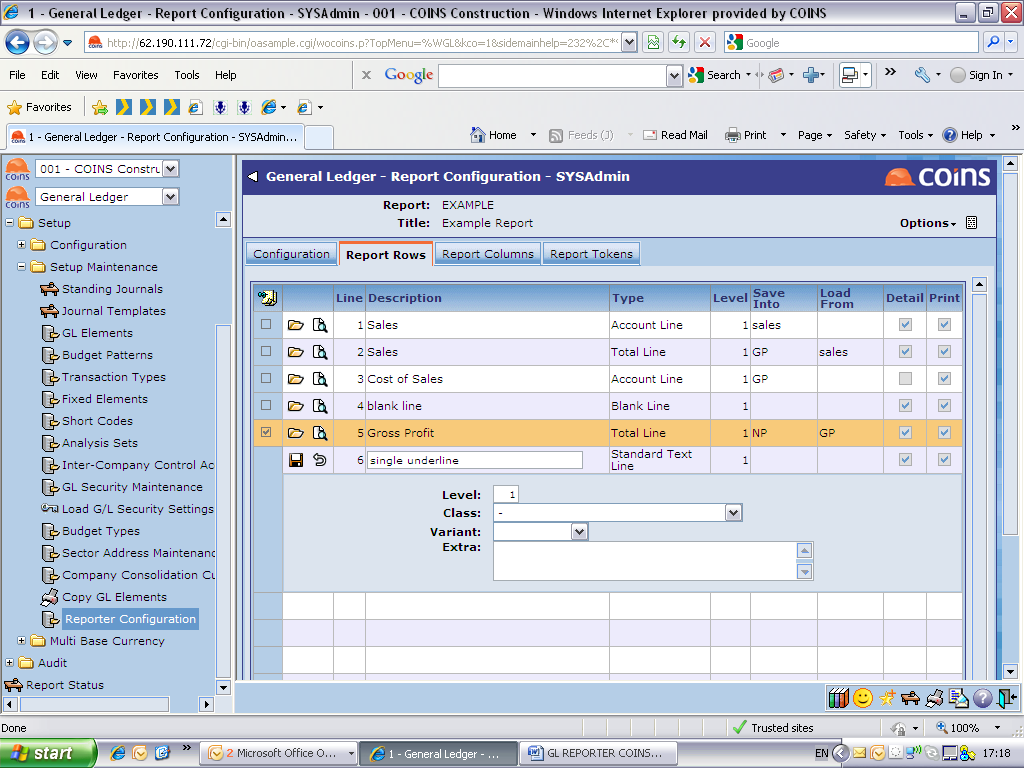 1 - General Ledger - Report Configuration - SYSAdmin - 001 - COINS Construction - Windows Internet Explorer provided by COINS
http://62.190.111.72/cgi-bin/oasample.cgi/wocoins.p?TopMenu=%WGL&kco=1&sidemainhelp=232%2C*
Google
File Edit View Favorites Tools Help
x Google Search Sign In
Favorites
1 - General Ledger - Report Configuration - SYSAdmin...
Home Feeds (J) Read Mail Print Page Safety Tools Help
coins 001 - COINS Constru
coins General Ledger
Setup
Configuration
Setup Maintenance
Standing Journals
Journal Templates
GL Elements
Budget Patterns
Transaction Types
Fixed Elements
Short Codes
Analysis Sets
Inter-Company Control Ac
GL Security Maintenance
Load G/L Security Settings
Budget Types
Sector Address Maintenanc
Company Consolidation Cu
Copy GL Elements
Reporter Configuration
Multi Base Currency
Audit
Report Status
General Ledger - Report Configuration - SYSAdmin
coins
Report: EXAMPLE
Title: Example Report
Options
Configuration Report Rows Report Columns Report Tokens
Line Description Type Level Save Into Load From Detail Print
1 Sales Account Line 1 sales
2 Sales Total Line 1 GP sales
3 Cost of Sales Account Line 1 GP
4 blank line Blank Line 1
5 Gross Profit Total Line 1 NP GP
6 single underline Standard Text Line 1
Level: 1
Class: -
Variant:
Extra:
Done Trusted sites 100%
start 2 Microsoft Office O... 1 - General Ledger - ... GL REPORTER COINS... EN 17:18